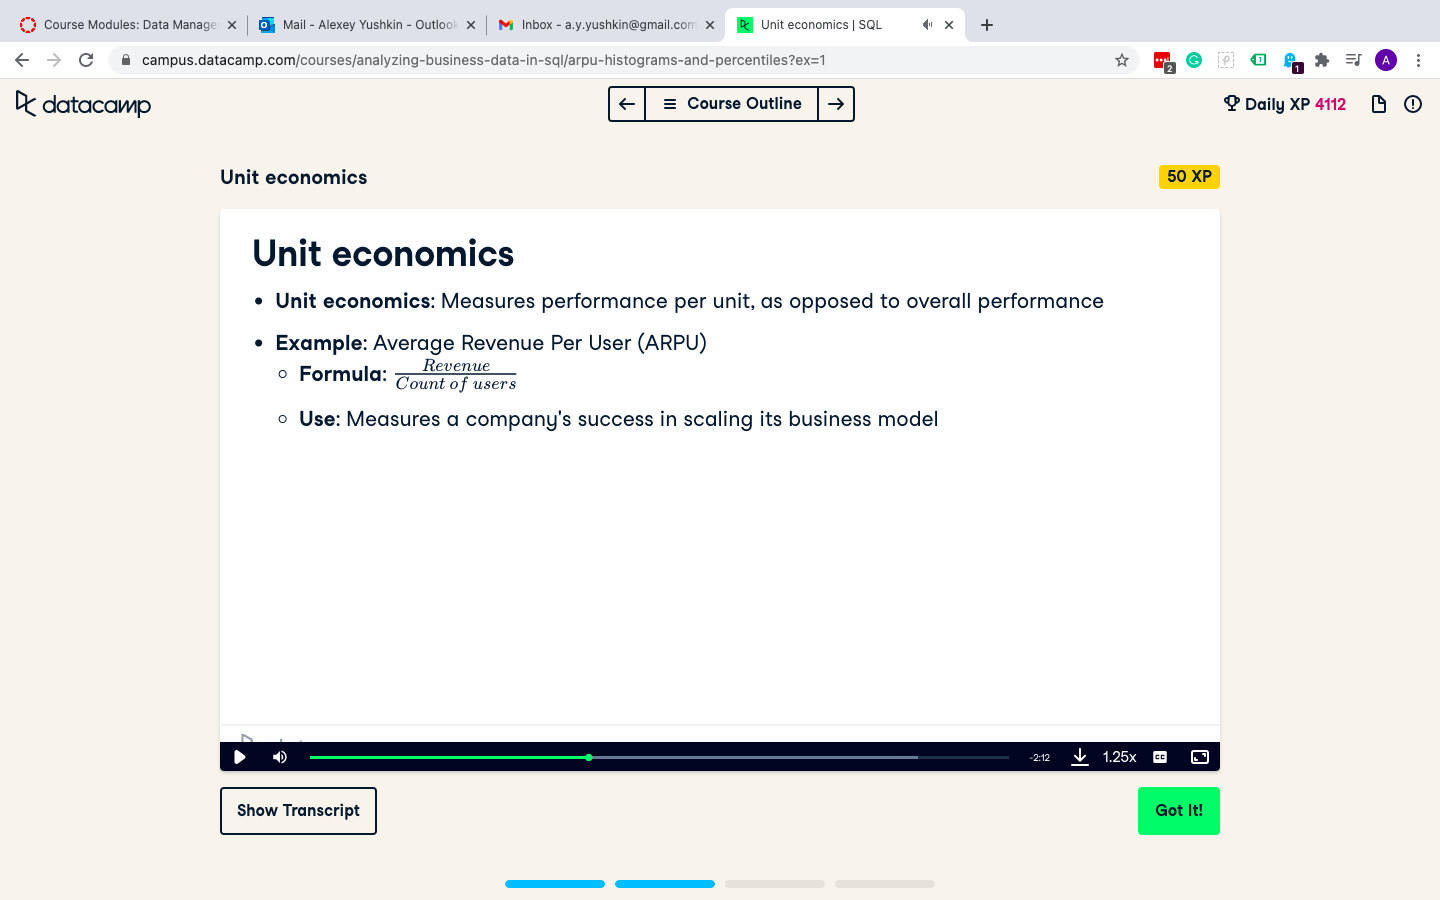 Course Modules: Data Manage
Mail - Alexey Yushkin - Outlook
Inbox - a.y.yushkin@gmail.com
Unit economics | SQL
campus.datacamp.com/courses/analyzing-business-data-in-sql/arpu-histograms-and-percentiles?ex=1
2
1
1
A
datacamp
Course Outline
Daily XP 4112
Unit economics
50 XP
Unit economics
• Unit economics: Measures performance per unit, as opposed to overall performance
• Example: Average Revenue Per User (ARPU)
○ Formula: Revenue
Count of users
○ Use: Measures a company's success in scaling its business model
-2:12
1.25x
CC
Show Transcript
Got It!